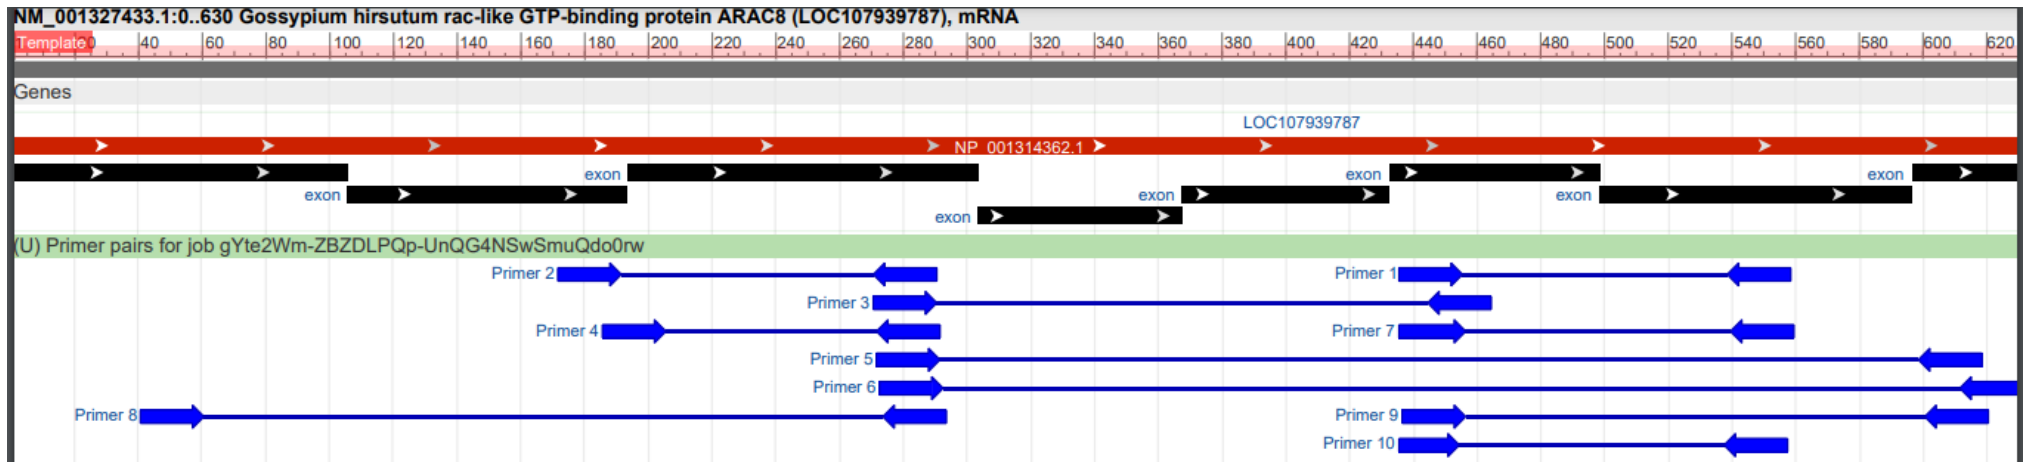 NM_001327433.1:0..630 Gossypium hirsutum rac-like GTP-binding protein ARAC8 (LOC107939787), mRNA
Template 40 60 80 100 120 140 160 180 200 220 240 260 280 300 320 340 360 380 400 420 440 460 480 500 520 540 560 580 600 620
Genes
LOC107939787
NP_001314362.1
exon exon exon
exon exon exon
exon
(U) Primer pairs for job gYte2Wm-ZBZDLPQp-UnQG4NSwSmuQdo0rw
Primer 2 Primer 1
Primer 3
Primer 4 Primer 7
Primer 5
Primer 6
Primer 8 Primer 9
Primer 10